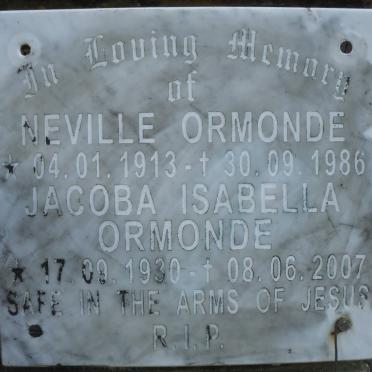 In Loving Memory
of
NEVILLE ORMONDE
* 04.01.1913 - † 30.09.1986
JACOBA ISABELLA
ORMONDE
* 17.09.1930 - † 08.06.2007
SAFE IN THE ARMS OF JESUS
R.I.P.